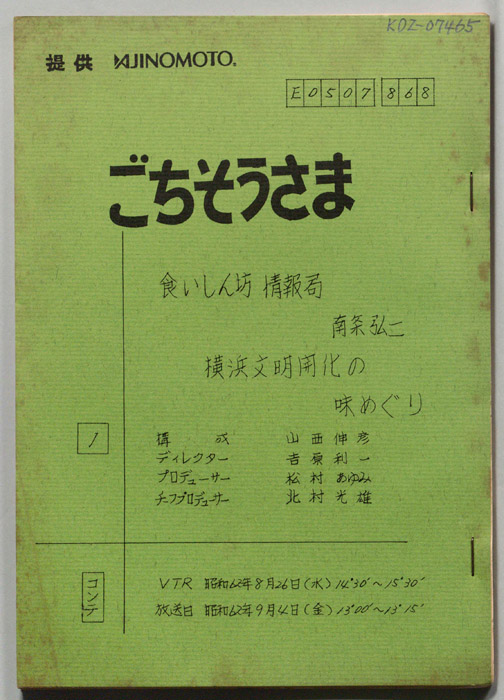 KDZ-07465
提供 AJINOMOTO®
E0507868
ごちそうさま
食いしん坊 情報局
南条弘二
横浜文明開化の
味めぐり
1
構成 山西伸彦
ディレクター 吉原利一
プロデューサー 松村あゆみ
チーフプロデューサー 北村光雄
コンテ
VTR 昭和62年8月26日(水)14°30′〜15°30′
放送日 昭和62年9月4日(金)13°00′〜13°15′